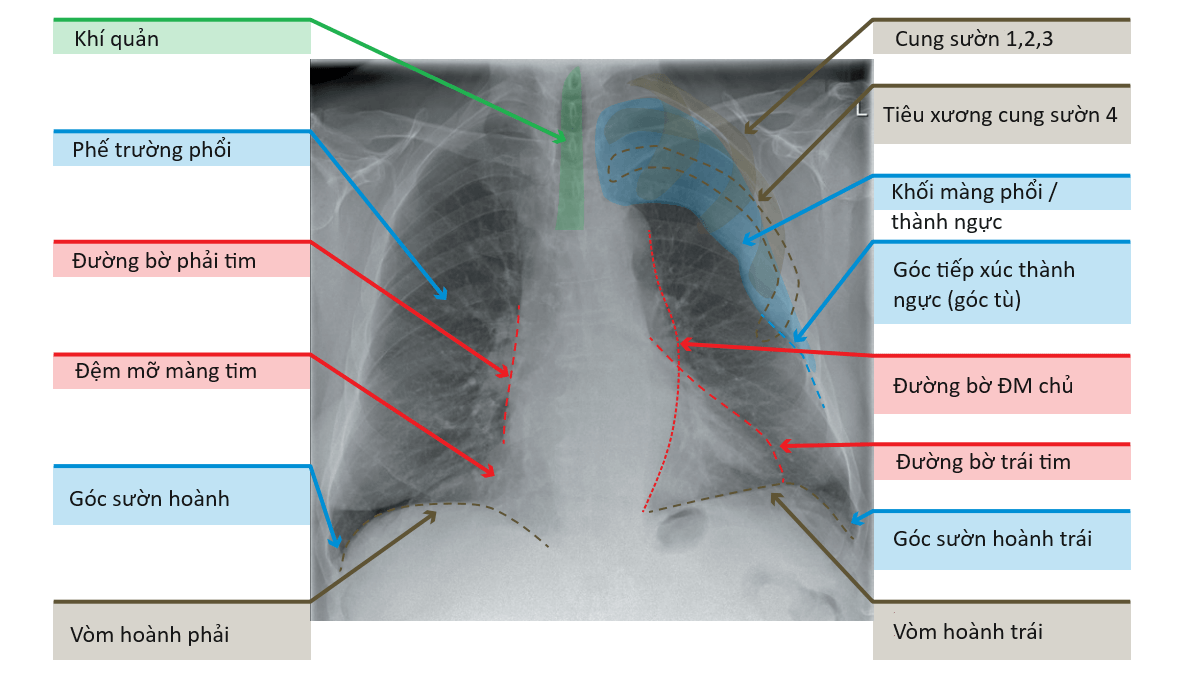 Khí quản
Phế trường phổi
Đường bờ phải tim
Đệm mỡ màng tim
Góc sườn hoành
Vòm hoành phải
L
Cung sườn 1,2,3
Tiêu xương cung sườn 4
Khối màng phổi /
thành ngực
Góc tiếp xúc thành
ngực (góc tù)
Đường bờ ĐM chủ
Đường bờ trái tim
Góc sườn hoành trái
Vòm hoành trái